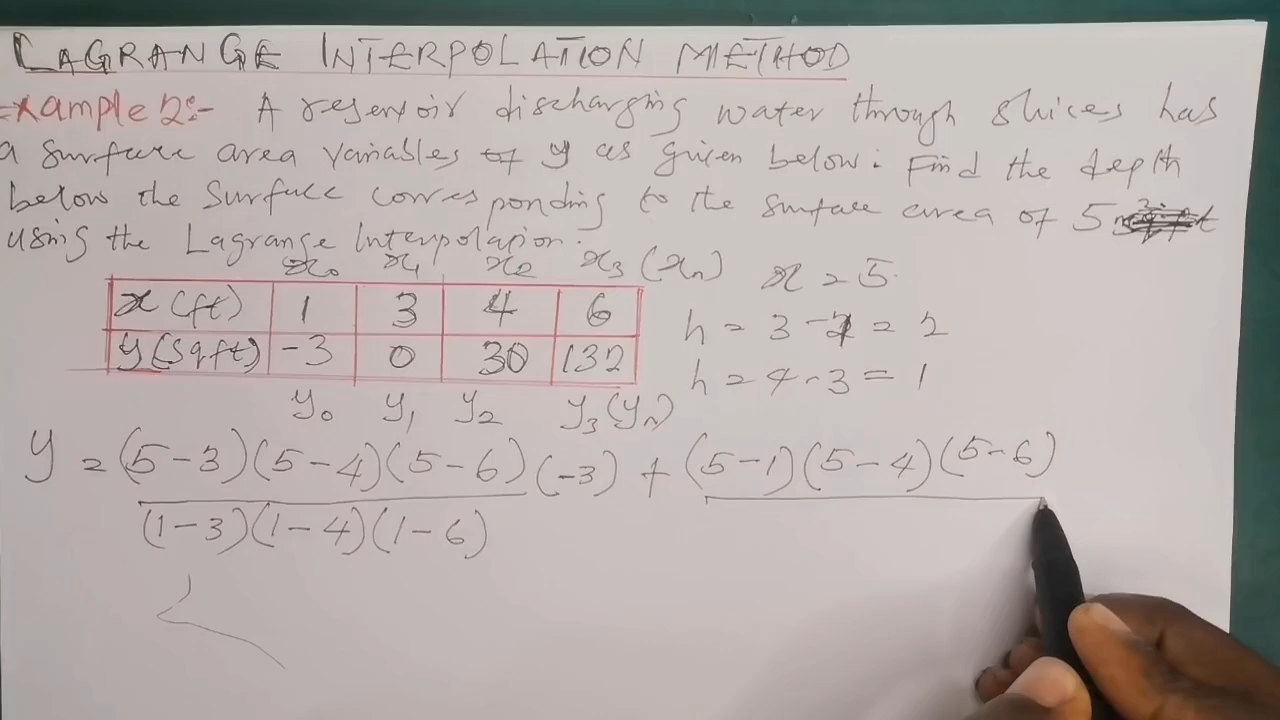 LAGRANGE INTERPOLATION METHOD
Example 2:- A reservoir discharging water through sluices has
a surface area variables of y as given below: Find the depth
below the surface corresponding to the surface area of 5
using the Lagrange Interpolation.
x0 x1 x2 x3 (xn) x = 5.
x (ft) 1 3 4 6
h = 3 - 1 = 2
y (sqft) -3 0 30 132
h = 4 - 3 = 1
y0 y1 y2 y3 (yn)
y = (5-3)(5-4)(5-6) (-3) + (5-1)(5-4)(5-6)
(1-3)(1-4)(1-6)